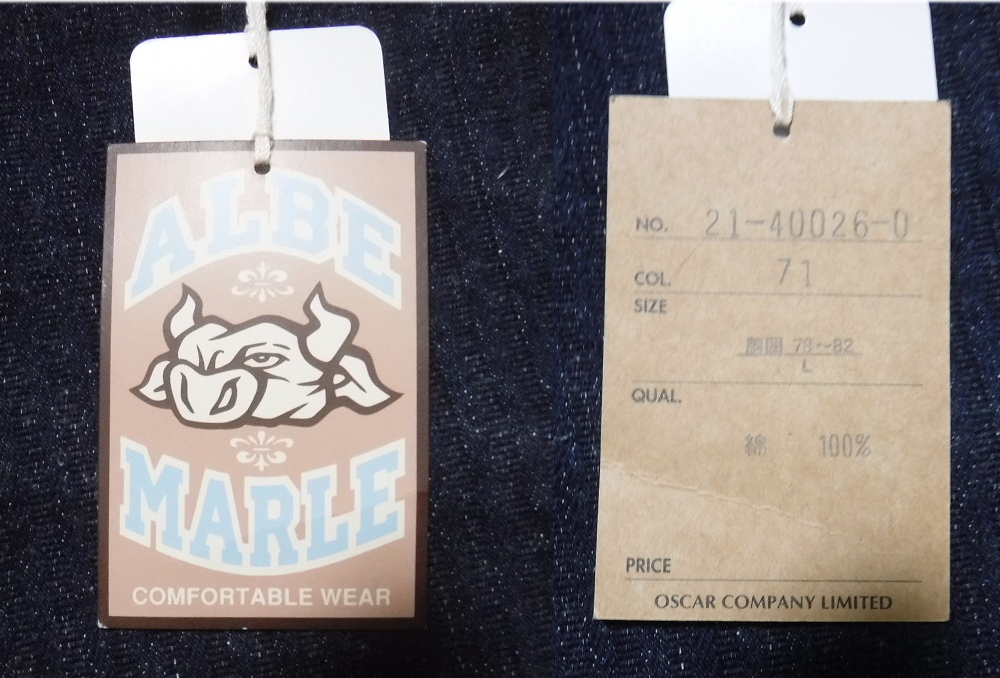 ALBE
MARLE
COMFORTABLE WEAR
NO. 21-40026-0
COL. 71
SIZE
胴囲 78~82
L
QUAL.
綿 100%
PRICE
OSCAR COMPANY LIMITED